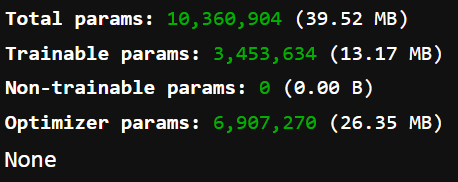 Total params: 10,360,904 (39.52 MB)
Trainable params: 3,453,634 (13.17 MB)
Non-trainable params: 0 (0.00 B)
Optimizer params: 6,907,270 (26.35 MB)
None